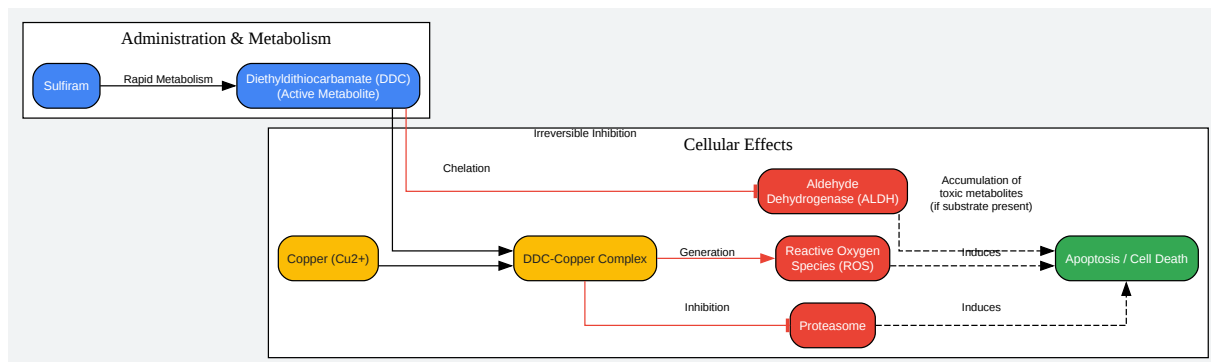 Administration & Metabolism
Sulfiram
Rapid Metabolism
Diethyldithiocarbamate (DDC)
(Active Metabolite)
Irreversible Inhibition
Cellular Effects
Chelation
Aldehyde
Dehydrogenase (ALDH)
Accumulation of
toxic metabolites
(if substrate present)
Copper (Cu2+)
DDC-Copper Complex
Generation
Reactive Oxygen
Species (ROS)
Induces
Apoptosis / Cell Death
Inhibition
Proteasome
Induces